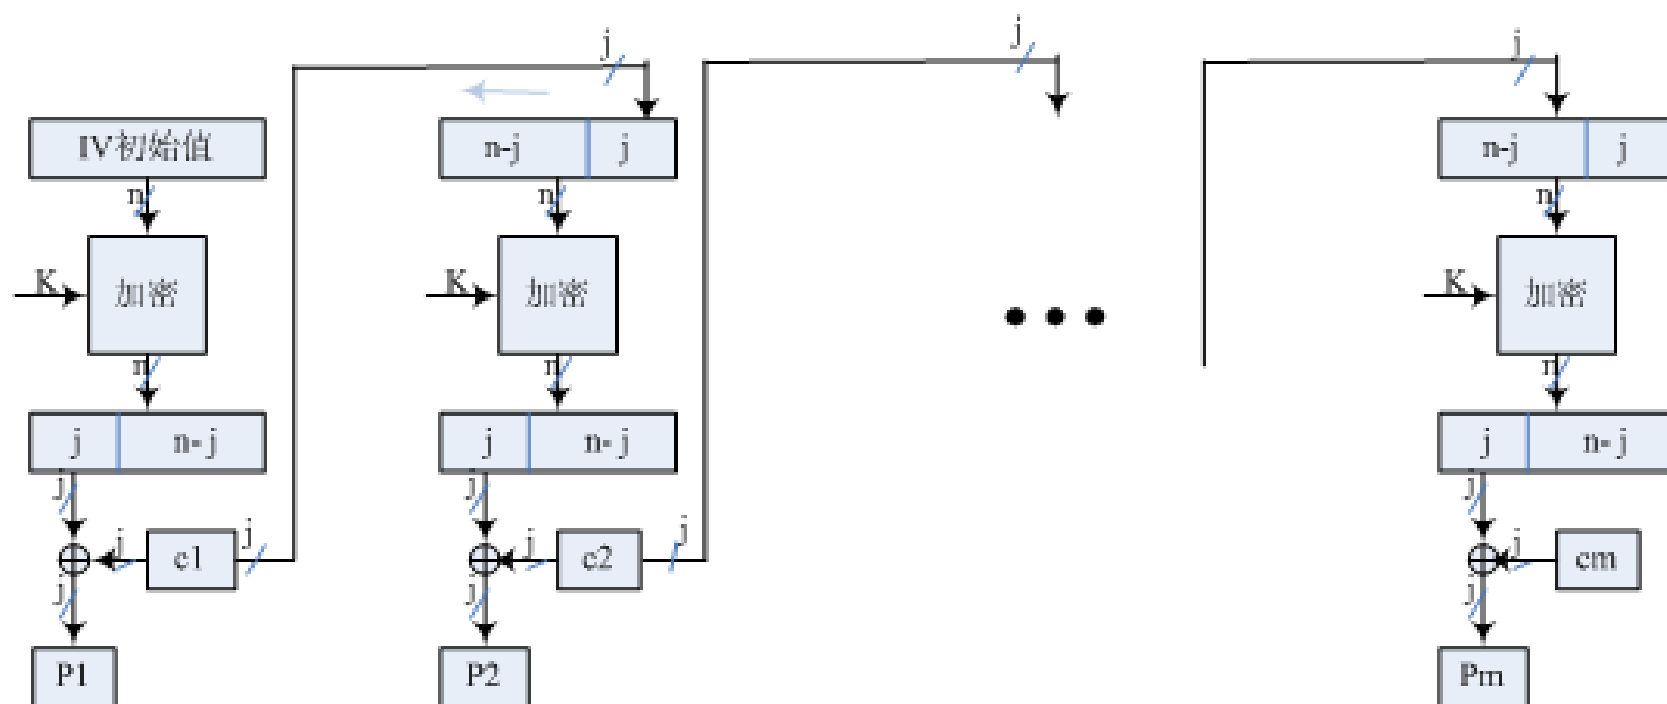 j j j
IV初始值 n-j j n-j j
n n n
K 加密 K 加密 ●●● K 加密
n n n
j n-j j n-j j n-j
j j j
j c1 j j c2 j j cm
j j j
P1 P2 Pm